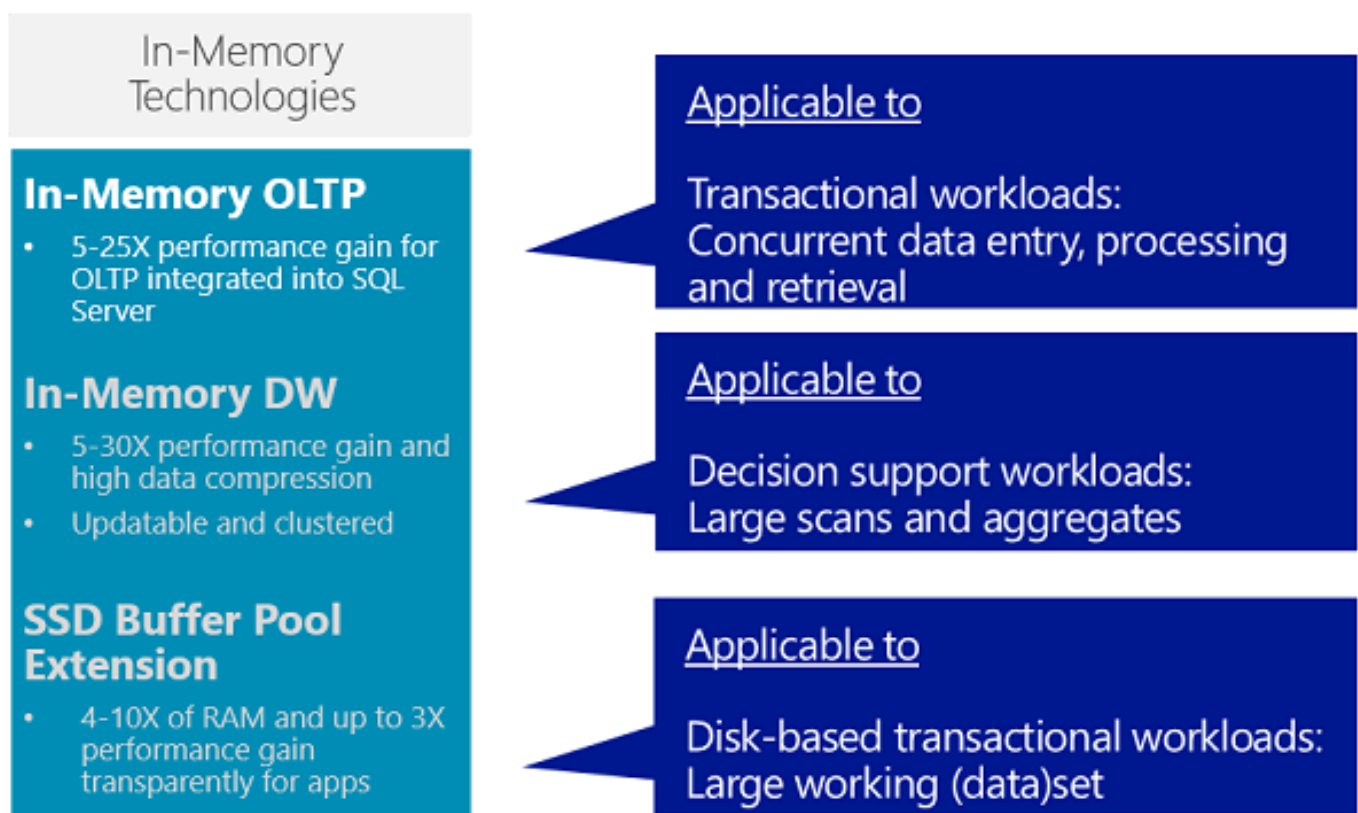 In-Memory
Technologies
In-Memory OLTP
• 5-25X performance gain for
OLTP integrated into SQL
Server
In-Memory DW
• 5-30X performance gain and
high data compression
• Updatable and clustered
SSD Buffer Pool
Extension
• 4-10X of RAM and up to 3X
performance gain
transparently for apps
Applicable to
Transactional workloads:
Concurrent data entry, processing
and retrieval
Applicable to
Decision support workloads:
Large scans and aggregates
Applicable to
Disk-based transactional workloads:
Large working (data)set